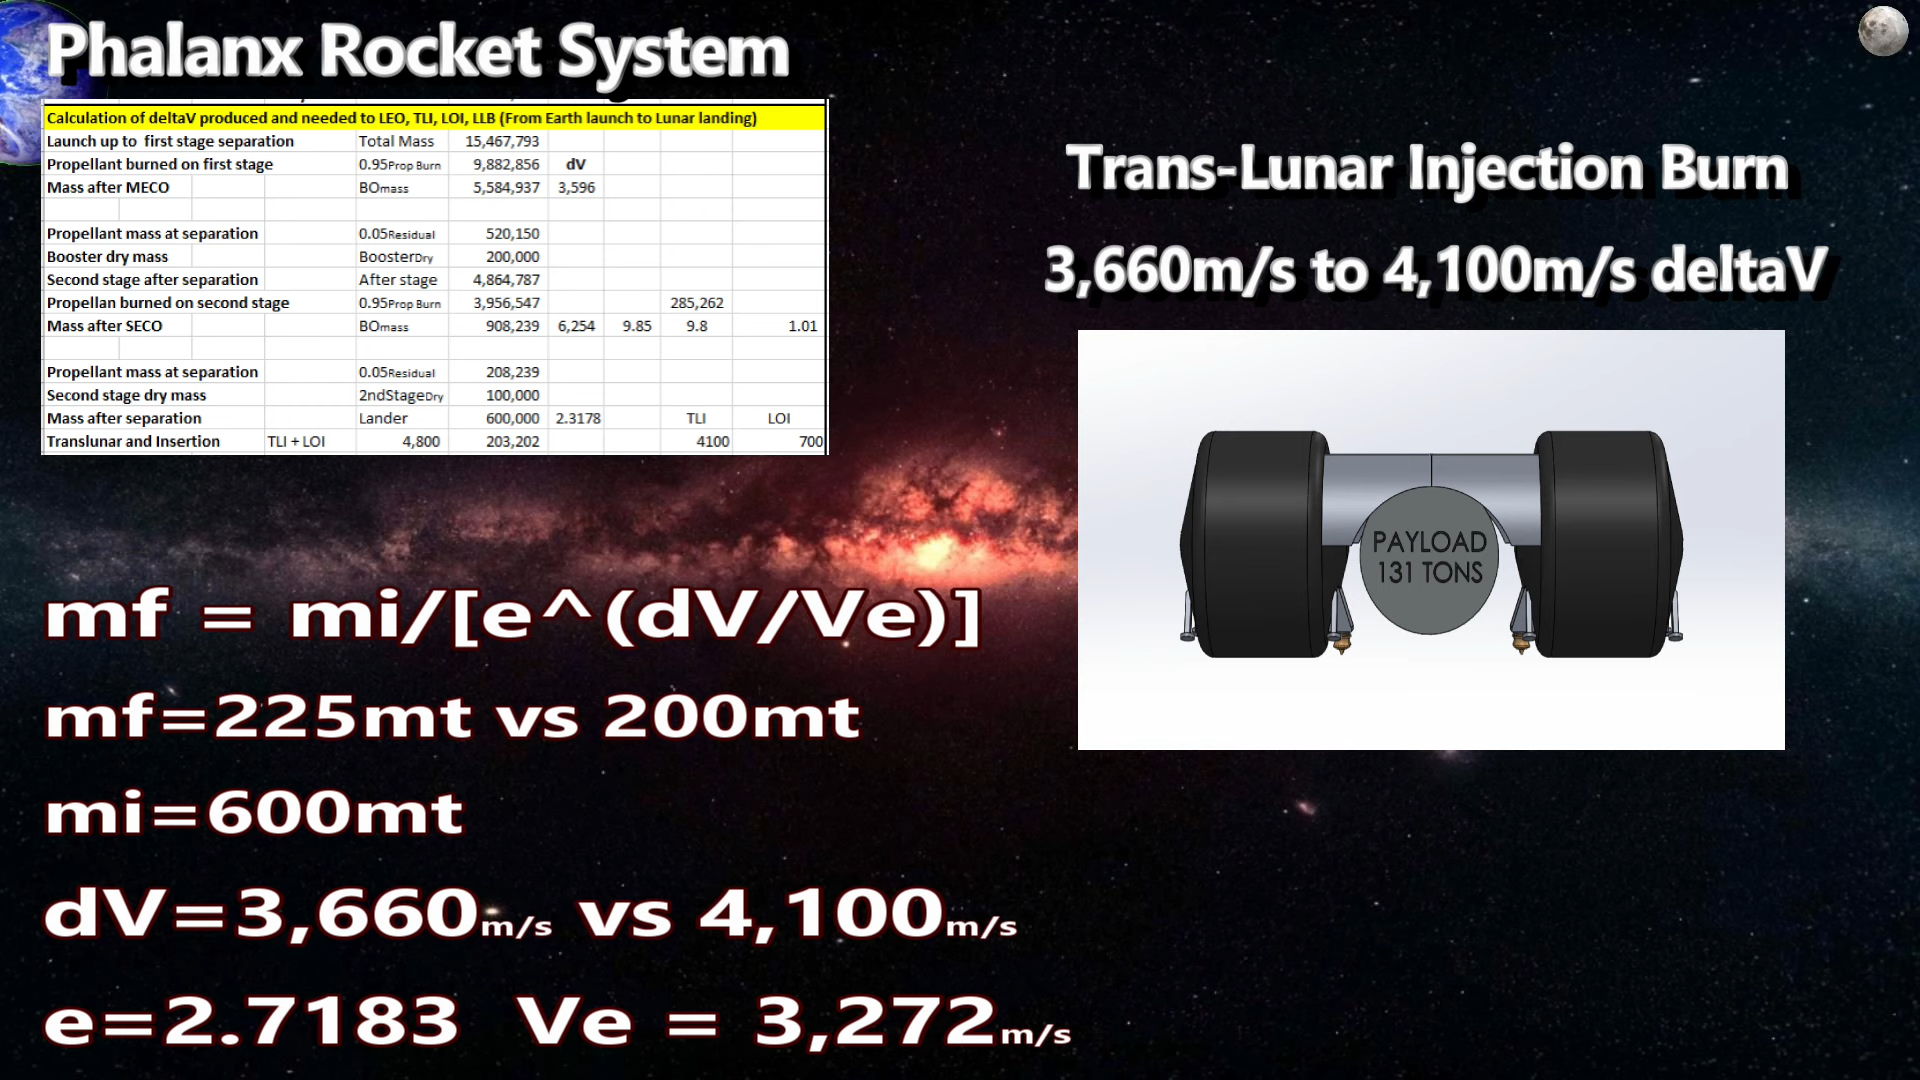 Phalanx Rocket System
Calculation of deltaV produced and needed to LEO, TLI, LOI, LLB (From Earth launch to Lunar landing)
Launch up to first stage separation Total Mass 15,467,793
Propellant burned on first stage 0.95Prop Burn 9,882,856 dV
Mass after MECO BOmass 5,584,937 3,596
Propellant mass at separation 0.05Residual 520,150
Booster dry mass BoosterDry 200,000
Second stage after separation After stage 4,864,787
Propellan burned on second stage 0.95Prop Burn 3,956,547 285,262
Mass after SECO BOmass 908,239 6,254 9.85 9.8 1.01
Propellant mass at separation 0.05Residual 208,239
Second stage dry mass 2ndStageDry 100,000
Mass after separation Lander 600,000 2.3178 TLI LOI
Translunar and Insertion TLI + LOI 4,800 203,202 4100 700
Trans-Lunar Injection Burn
3,660m/s to 4,100m/s deltaV
PAYLOAD
131 TONS
mf = mi/[e^(dV/Ve)]
mf=225mt vs 200mt
mi=600mt
dV=3,660m/s vs 4,100m/s
e=2.7183 Ve = 3,272m/s